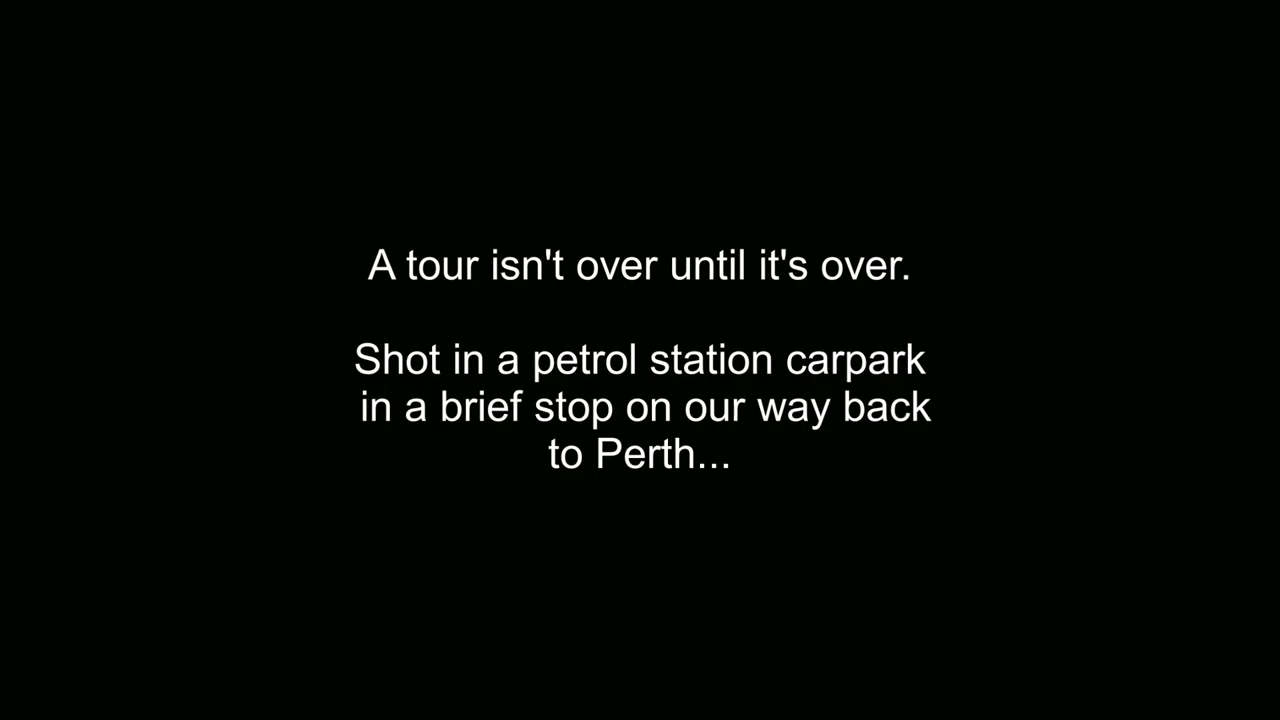 A tour isn't over until it's over.
Shot in a petrol station carpark
in a brief stop on our way back
to Perth...